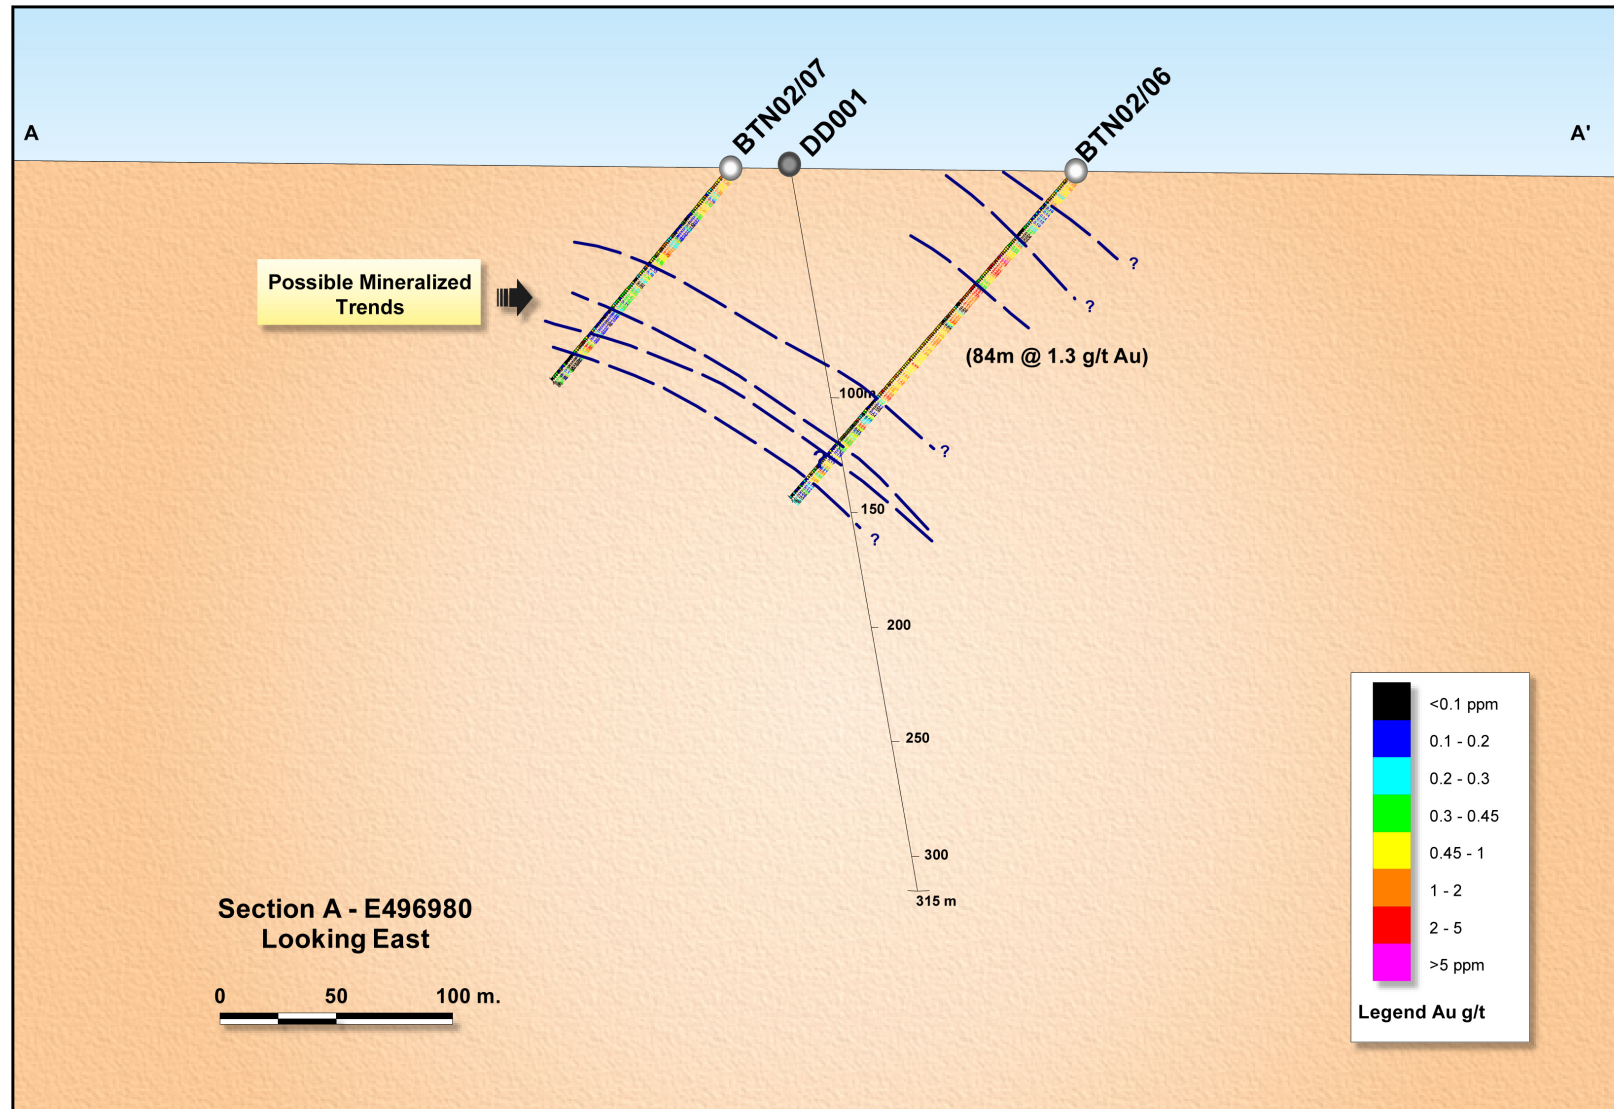 A
BTN02/07
DD001
BTN02/06
A'
Possible Mineralized
Trends
?
?
(84m @ 1.3 g/t Au)
100m
?
?
150
?
200
250
300
315 m
Section A - E496980
Looking East
0 50 100 m.
<0.1 ppm
0.1 - 0.2
0.2 - 0.3
0.3 - 0.45
0.45 - 1
1 - 2
2 - 5
>5 ppm
Legend Au g/t